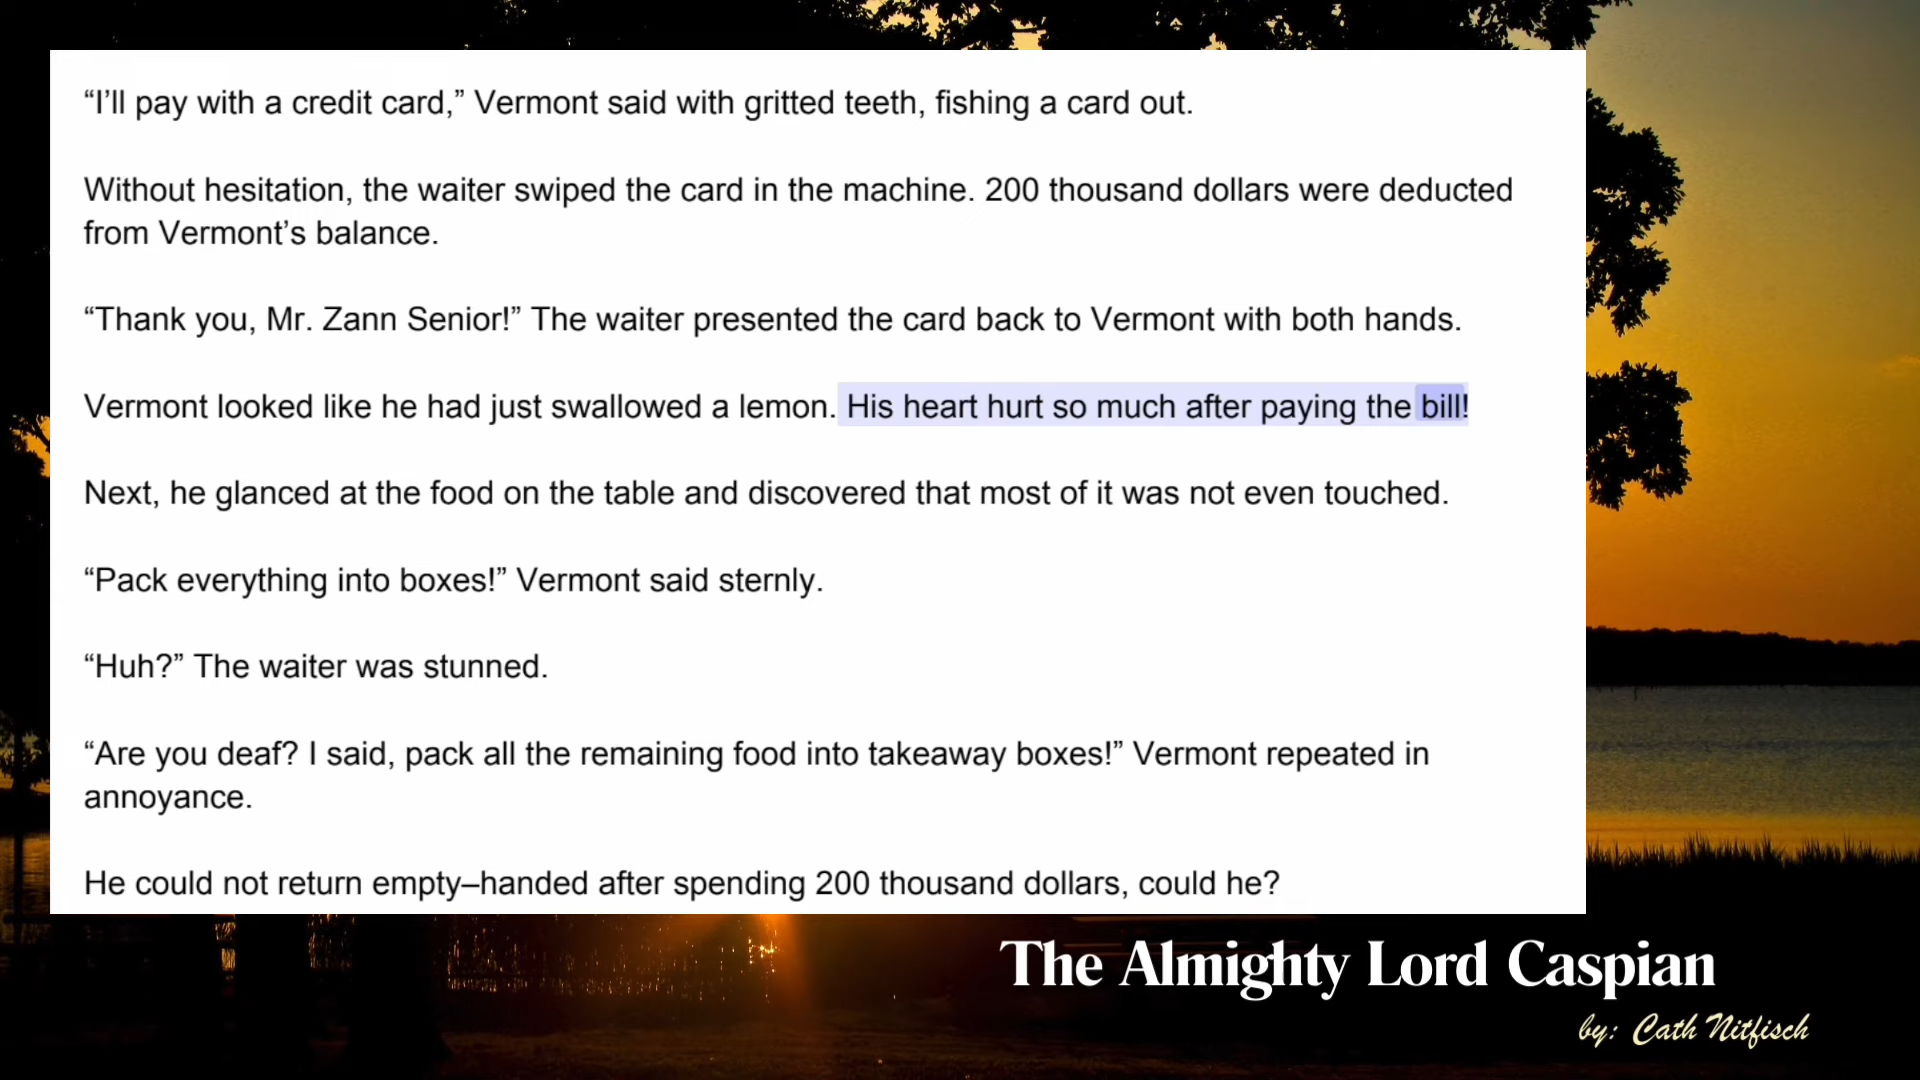 “I’ll pay with a credit card,” Vermont said with gritted teeth, fishing a card out.
Without hesitation, the waiter swiped the card in the machine. 200 thousand dollars were deducted
from Vermont’s balance.
“Thank you, Mr. Zann Senior!” The waiter presented the card back to Vermont with both hands.
Vermont looked like he had just swallowed a lemon. His heart hurt so much after paying the bill!
Next, he glanced at the food on the table and discovered that most of it was not even touched.
“Pack everything into boxes!” Vermont said sternly.
“Huh?” The waiter was stunned.
“Are you deaf? I said, pack all the remaining food into takeaway boxes!” Vermont repeated in
annoyance.
He could not return empty–handed after spending 200 thousand dollars, could he?
The Almighty Lord Caspian
by: Cath Nitfisch